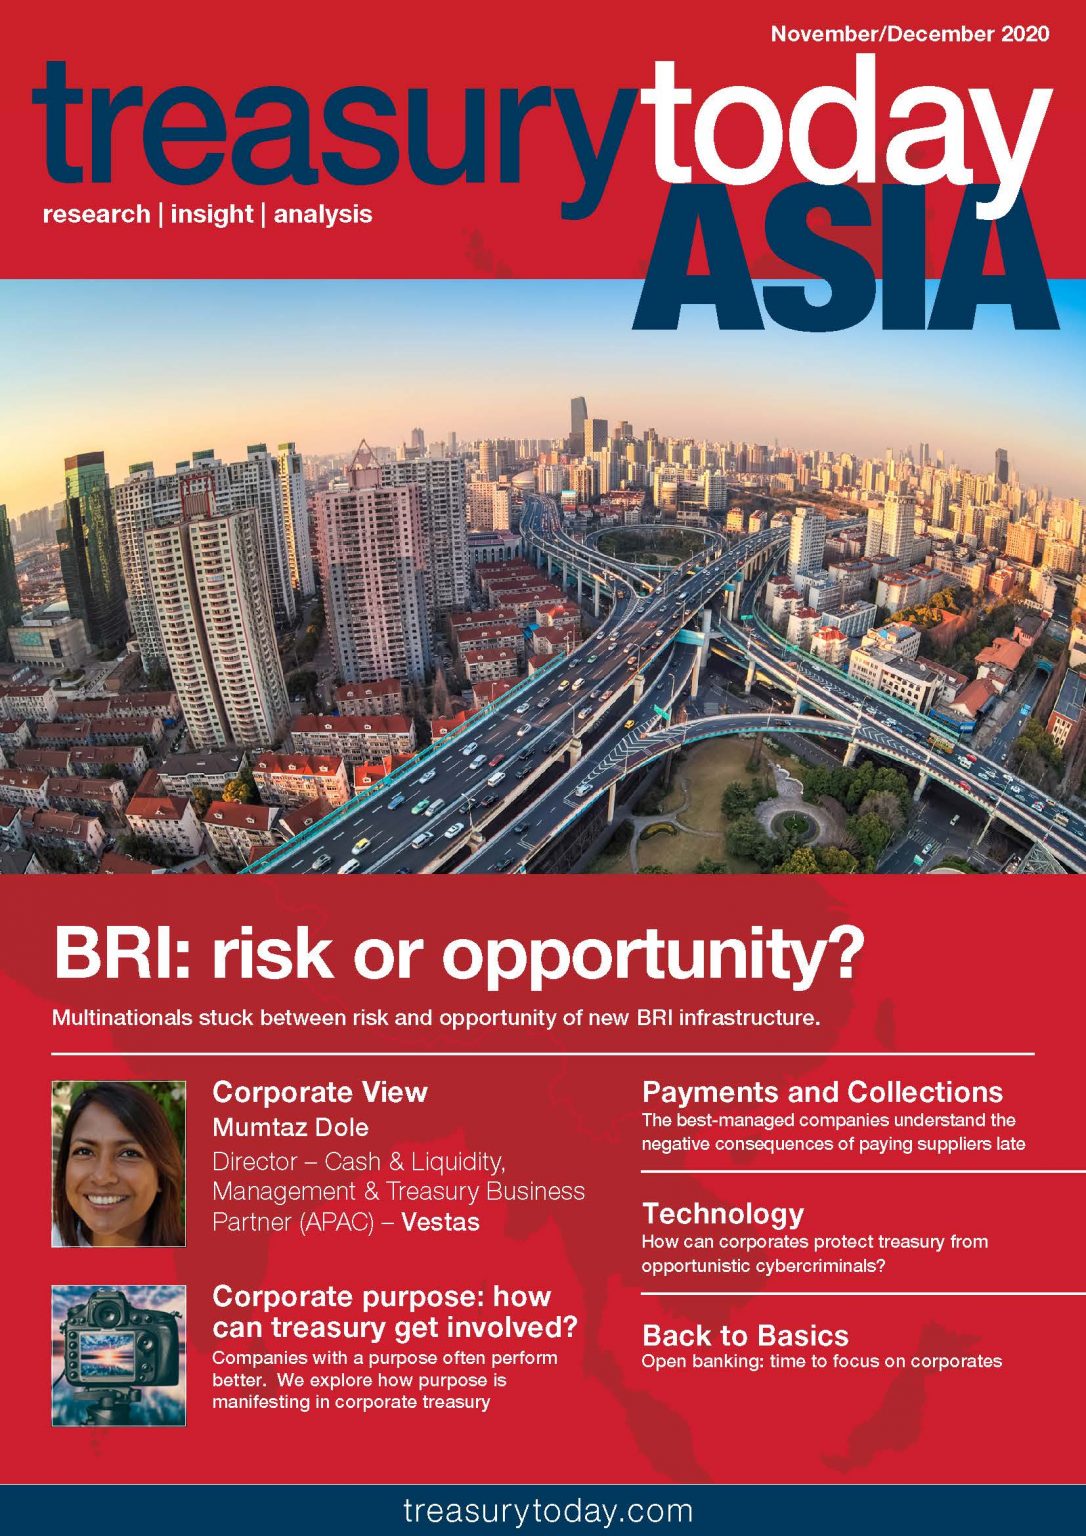 November/December 2020
treasurytoday
ASIA
research | insight | analysis
BRI: risk or opportunity?
Multinationals stuck between risk and opportunity of new BRI infrastructure.
Corporate View
Mumtaz Dole
Director – Cash & Liquidity,
Management & Treasury Business
Partner (APAC) – Vestas
Corporate purpose: how
can treasury get involved?
Companies with a purpose often perform
better. We explore how purpose is
manifesting in corporate treasury
Payments and Collections
The best-managed companies understand the
negative consequences of paying suppliers late
Technology
How can corporates protect treasury from
opportunistic cybercriminals?
Back to Basics
Open banking: time to focus on corporates
treasurytoday.com